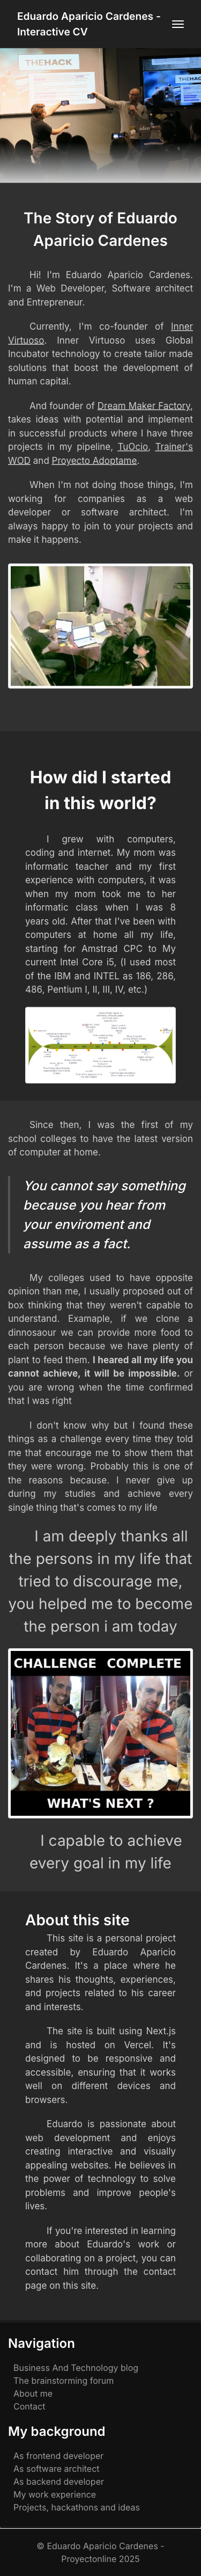 Eduardo Aparicio Cardenes -
Interactive CV
THEHACK
THEHACK
The Story of Eduardo
Aparicio Cardenes
Hi! I'm Eduardo Aparicio Cardenes.
I'm a Web Developer, Software architect
and Entrepreneur.
Currently, I'm co-founder of Inner
Virtuoso. Inner Virtuoso uses Global
Incubator technology to create tailor made
solutions that boost the development of
human capital.
And founder of Dream Maker Factory,
takes ideas with potential and implement
in successful products where I have three
projects in my pipeline, TuOcio, Trainer's
WOD and Proyecto Adoptame.
When I'm not doing those things, I'm
working for companies as a web
developer or software architect. I'm
always happy to join to your projects and
make it happens.
How did I started
in this world?
I grew with computers,
coding and internet. My mom was
informatic teacher and my first
experience with computers, it was
when my mom took me to her
informatic class when I was 8
years old. After that I've been with
computers at home all my life,
starting for Amstrad CPC to My
current Intel Core i5, (I used most
of the IBM and INTEL as 186, 286,
486, Pentium I, II, III, IV, etc.)
Since then, I was the first of my
school colleges to have the latest version
of computer at home.
You cannot say something
because you hear from
your enviroment and
assume as a fact.
My colleges used to have opposite
opinion than me, I usually proposed out of
box thinking that they weren't capable to
understand. Examaple, if we clone a
dinnosaour we can provide more food to
each person because we have plenty of
plant to feed them. I heared all my life you
cannot achieve, it will be impossible. or
you are wrong when the time confirmed
that I was right
I don't know why but I found these
things as a challenge every time they told
me that encourage me to show them that
they were wrong. Probably this is one of
the reasons because. I never give up
during my studies and achieve every
single thing that's comes to my life
I am deeply thanks all
the persons in my life that
tried to discourage me,
you helped me to become
the person i am today
CHALLENGE COMPLETE
WHAT'S NEXT ?
I capable to achieve
every goal in my life
About this site
This site is a personal project
created by Eduardo Aparicio
Cardenes. It's a place where he
shares his thoughts, experiences,
and projects related to his career
and interests.
The site is built using Next.js
and is hosted on Vercel. It's
designed to be responsive and
accessible, ensuring that it works
well on different devices and
browsers.
Eduardo is passionate about
web development and enjoys
creating interactive and visually
appealing websites. He believes in
the power of technology to solve
problems and improve people's
lives.
If you're interested in learning
more about Eduardo's work or
collaborating on a project, you can
contact him through the contact
page on this site.
Navigation
Business And Technology blog
The brainstorming forum
About me
Contact
My background
As frontend developer
As software architect
As backend developer
My work experience
Projects, hackathons and ideas
© Eduardo Aparicio Cardenes -
Proyectonline 2025